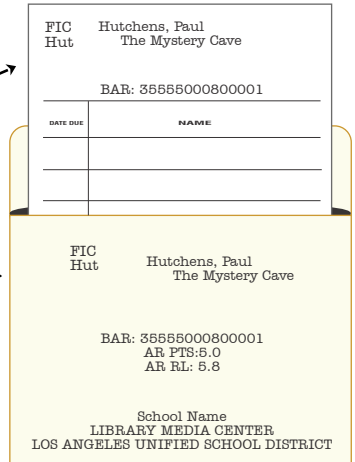 FIC Hutchens, Paul
Hut The Mystery Cave
BAR: 35555000800001
DATE DUE NAME
FIC
Hut Hutchens, Paul
The Mystery Cave
BAR: 35555000800001
AR PTS:5.0
AR RL: 5.8
School Name
LIBRARY MEDIA CENTER
LOS ANGELES UNIFIED SCHOOL DISTRICT